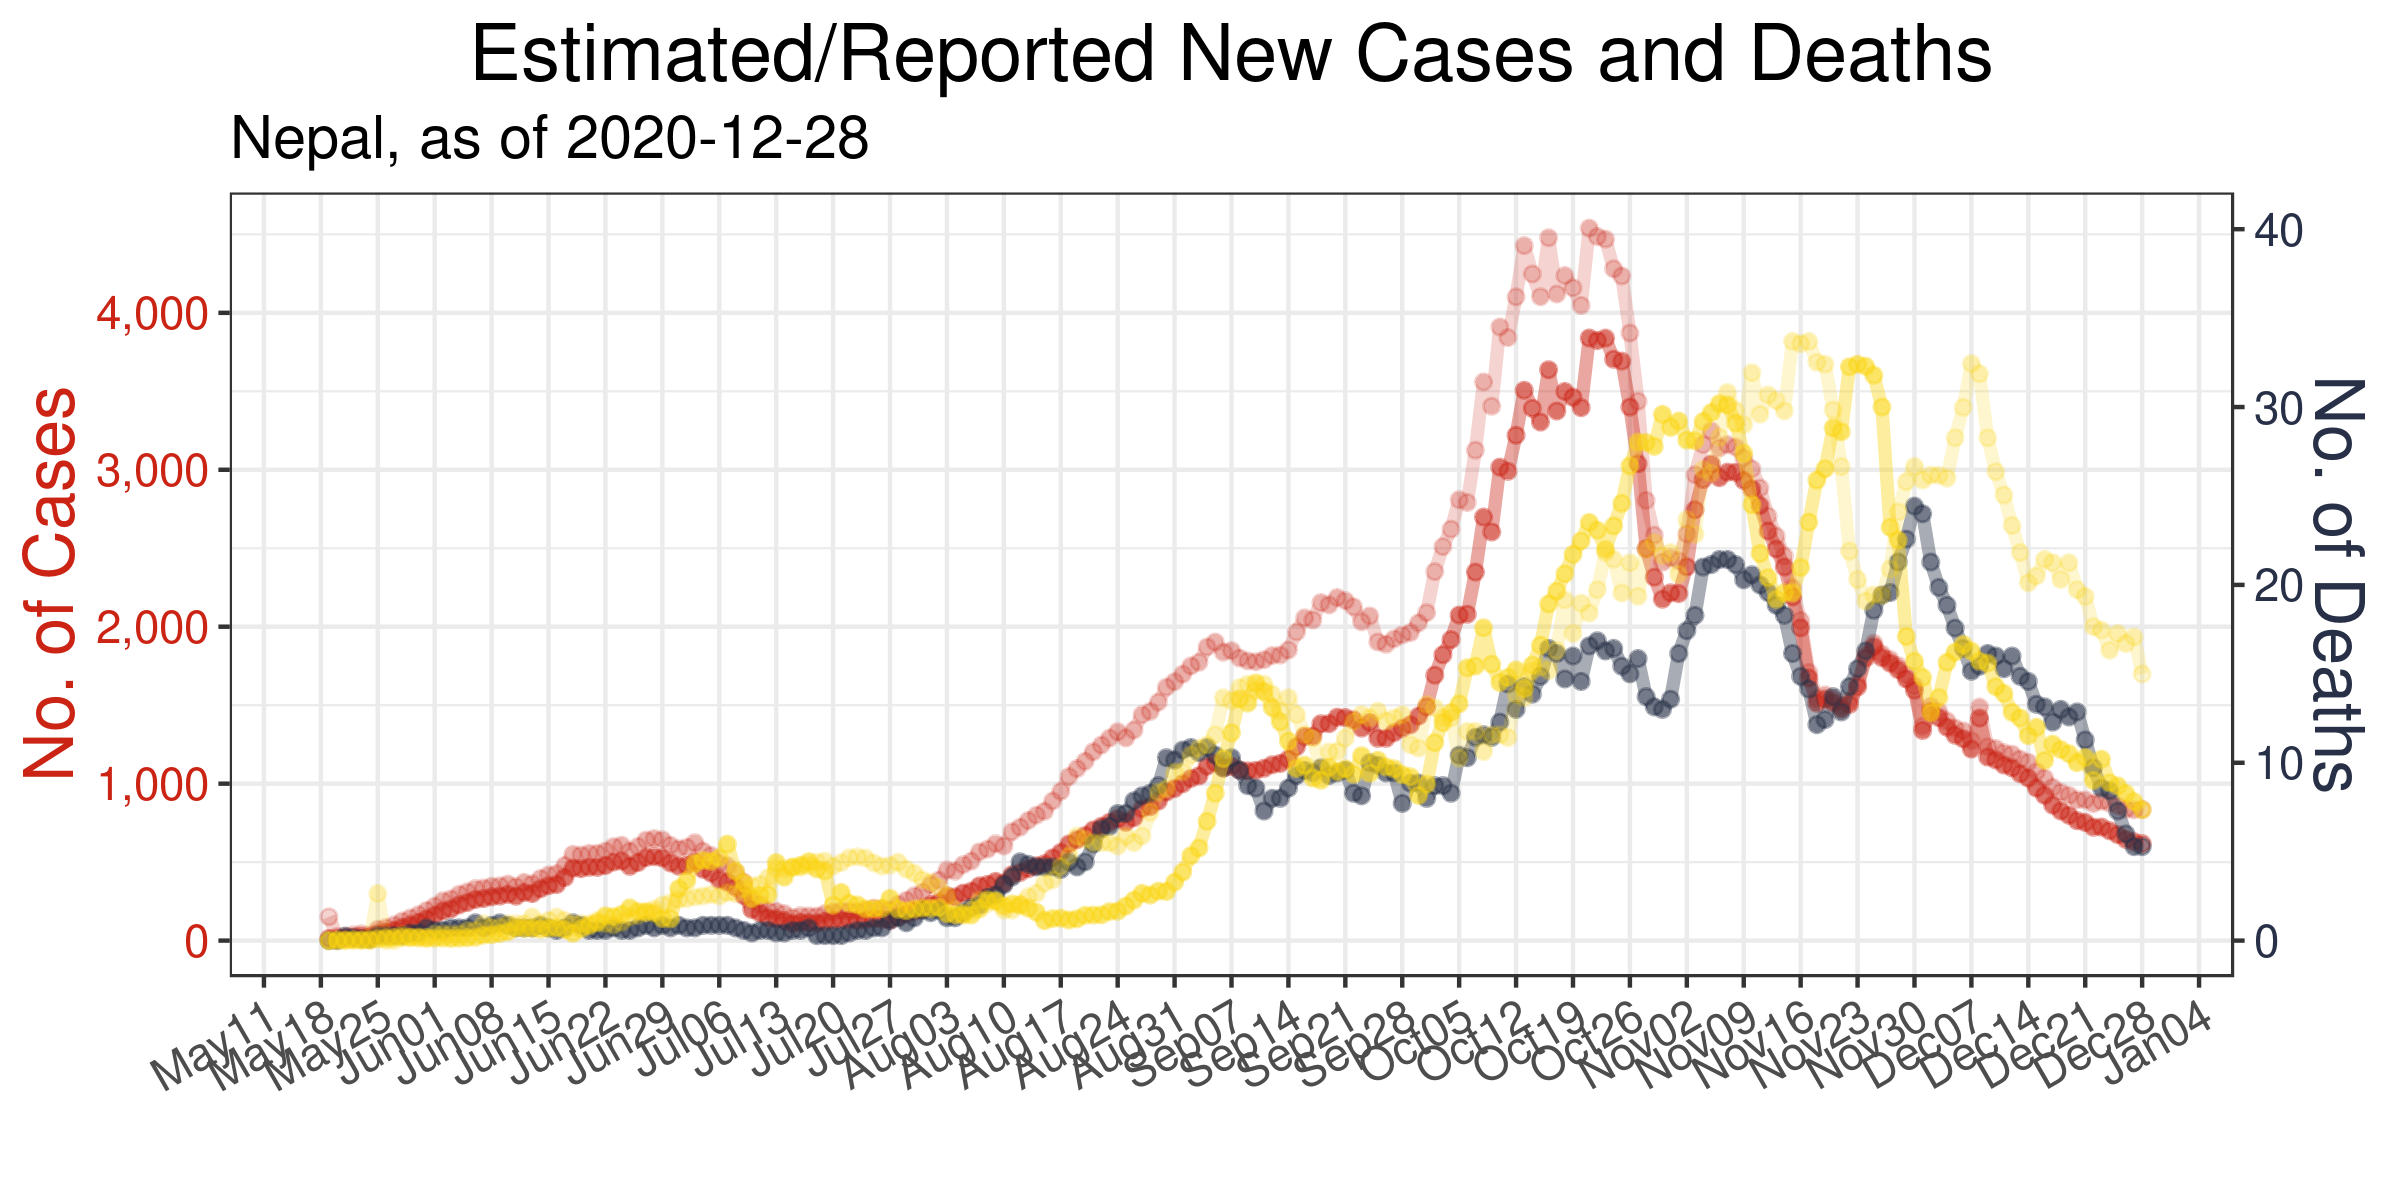 Estimated/Reported New Cases and Deaths
Nepal, as of 2020-12-28
No. of Cases
4,000
3,000
2,000
1,000
0
40
30
20
10
0
No. of Deaths
May11
May18
May25
Jun01
Jun08
Jun15
Jun22
Jun29
Jul06
Jul13
Jul20
Jul27
Aug03
Aug10
Aug17
Aug24
Aug31
Sep07
Sep14
Sep21
Sep28
Oct05
Oct12
Oct19
Oct26
Nov02
Nov09
Nov16
Nov23
Nov30
Dec07
Dec14
Dec21
Dec28
Jan04